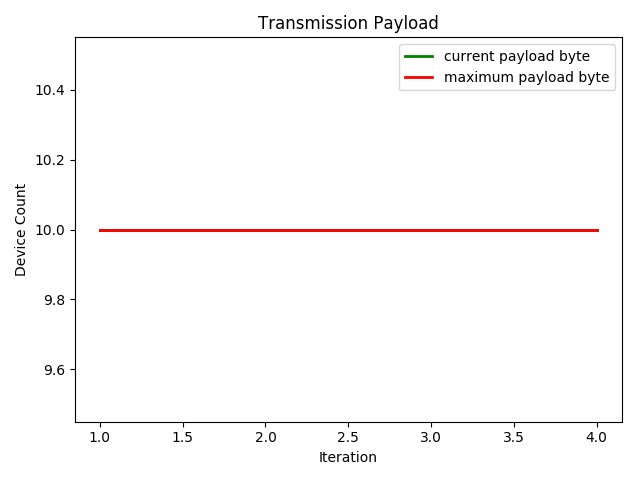 Transmission Payload
current payload byte
maximum payload byte
Device Count
10.4
10.2
10.0
9.8
9.6
1.0 1.5 2.0 2.5 3.0 3.5 4.0
Iteration